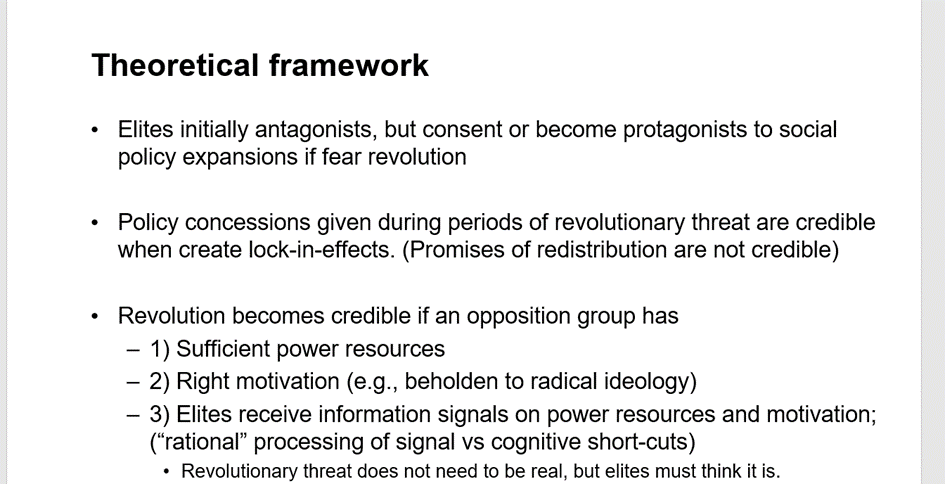 Theoretical framework
• Elites initially antagonists, but consent or become protagonists to social
policy expansions if fear revolution
• Policy concessions given during periods of revolutionary threat are credible
when create lock-in-effects. (Promises of redistribution are not credible)
• Revolution becomes credible if an opposition group has
– 1) Sufficient power resources
– 2) Right motivation (e.g., beholden to radical ideology)
– 3) Elites receive information signals on power resources and motivation;
(“rational” processing of signal vs cognitive short-cuts)
• Revolutionary threat does not need to be real, but elites must think it is.